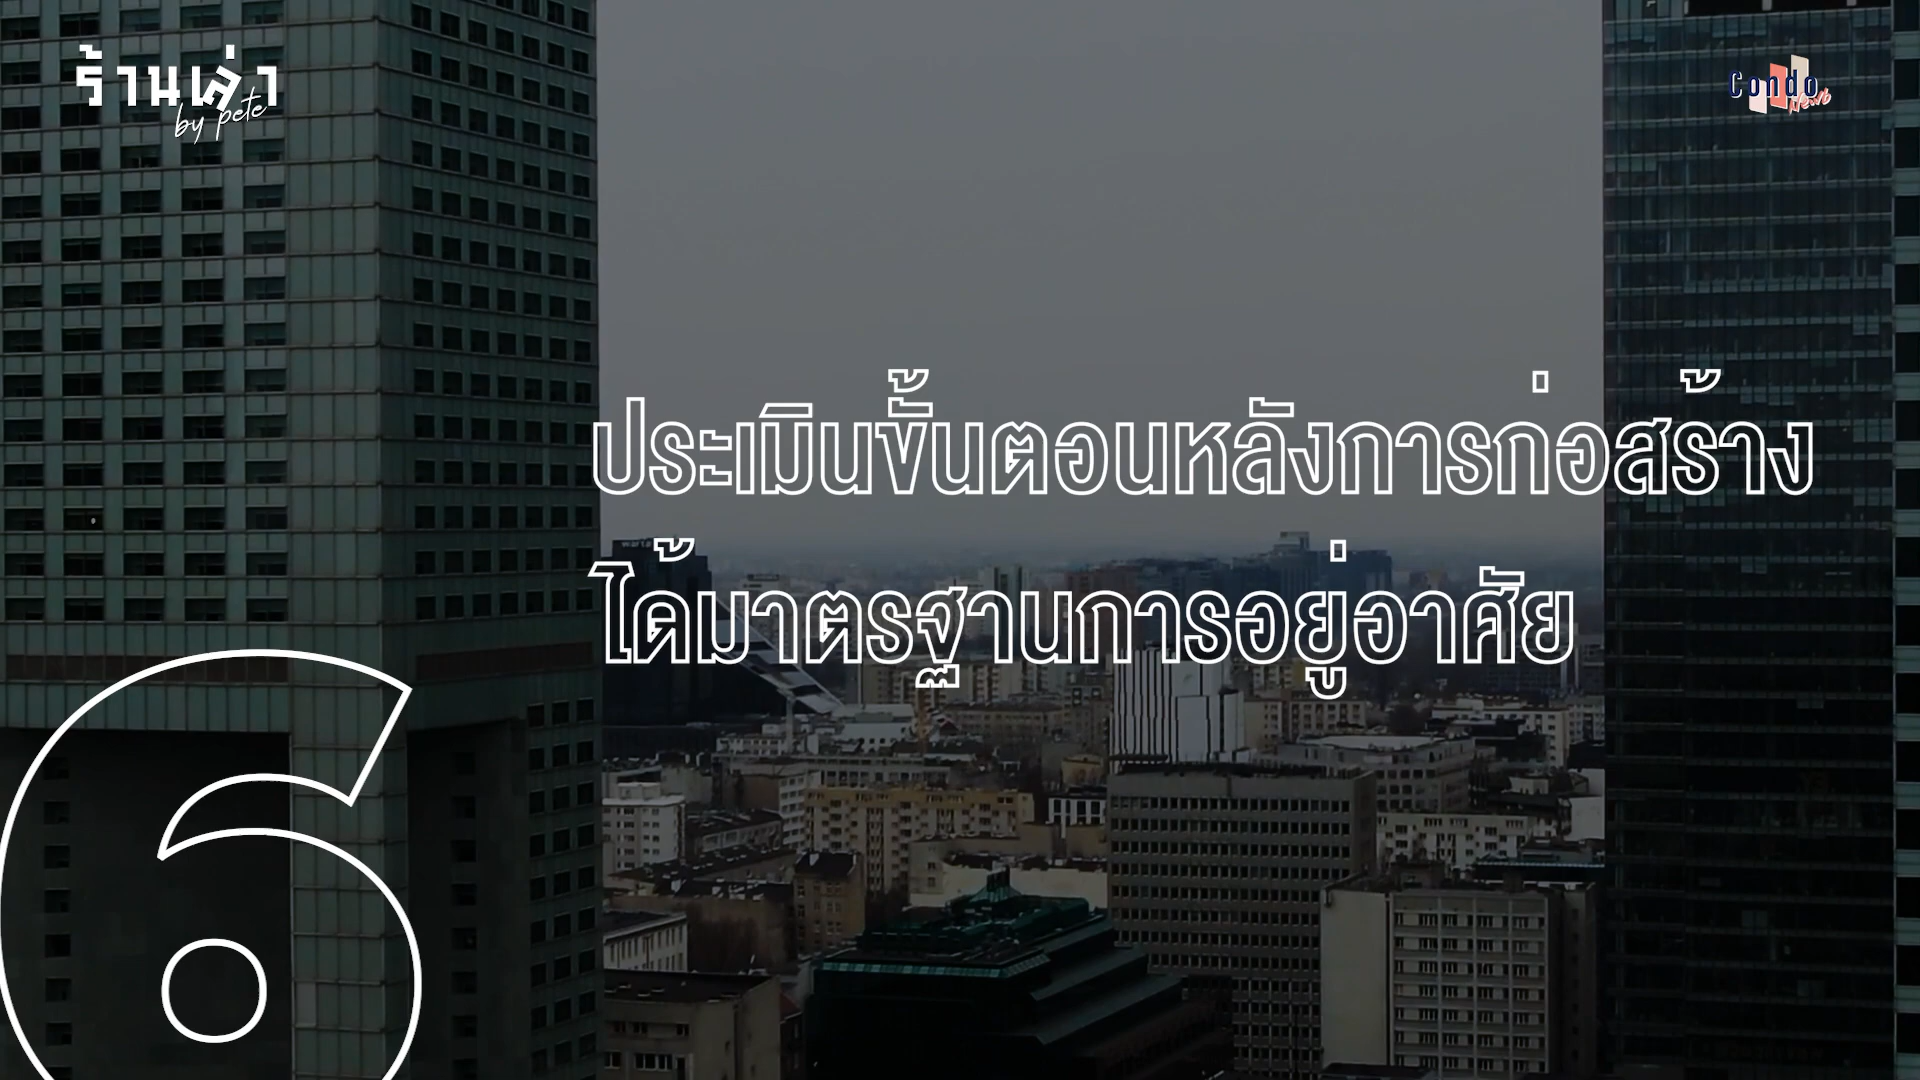 ร้านเล่า
by pete
Condo
News
ประเมินขั้นตอนหลังการก่อสร้าง
ได้มาตรฐานการอยู่อาศัย
6
warta